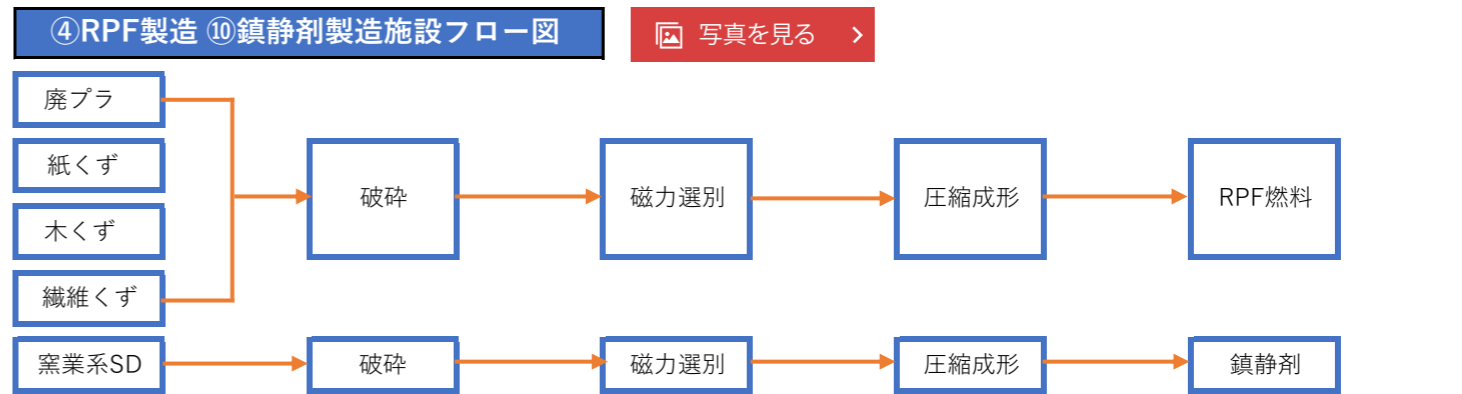 ④RPF製造 ⑩鎮静剤製造施設フロー図
写真を見る
廃プラ
紙くず
木くず
繊維くず
破砕
磁力選別
圧縮成形
RPF燃料
窯業系SD
破砕
磁力選別
圧縮成形
鎮静剤